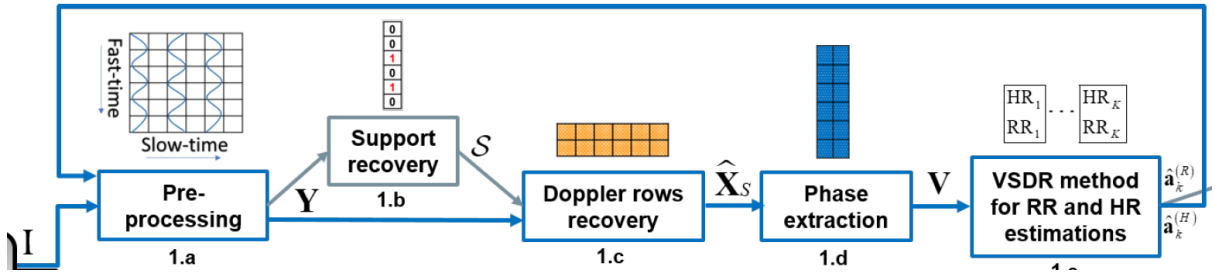 Fast-time
Slow-time
0
0
1
0
1
0
HR₁ ... HR_K
RR₁ RR_K
Support
recovery
S
1.b
Pre-
processing
1.a
I
Y
Doppler rows
recovery
1.c
X̂_S
Phase
extraction
1.d
V
VSDR method
for RR and HR
estimations
â_k^(R)
â_k^(H)